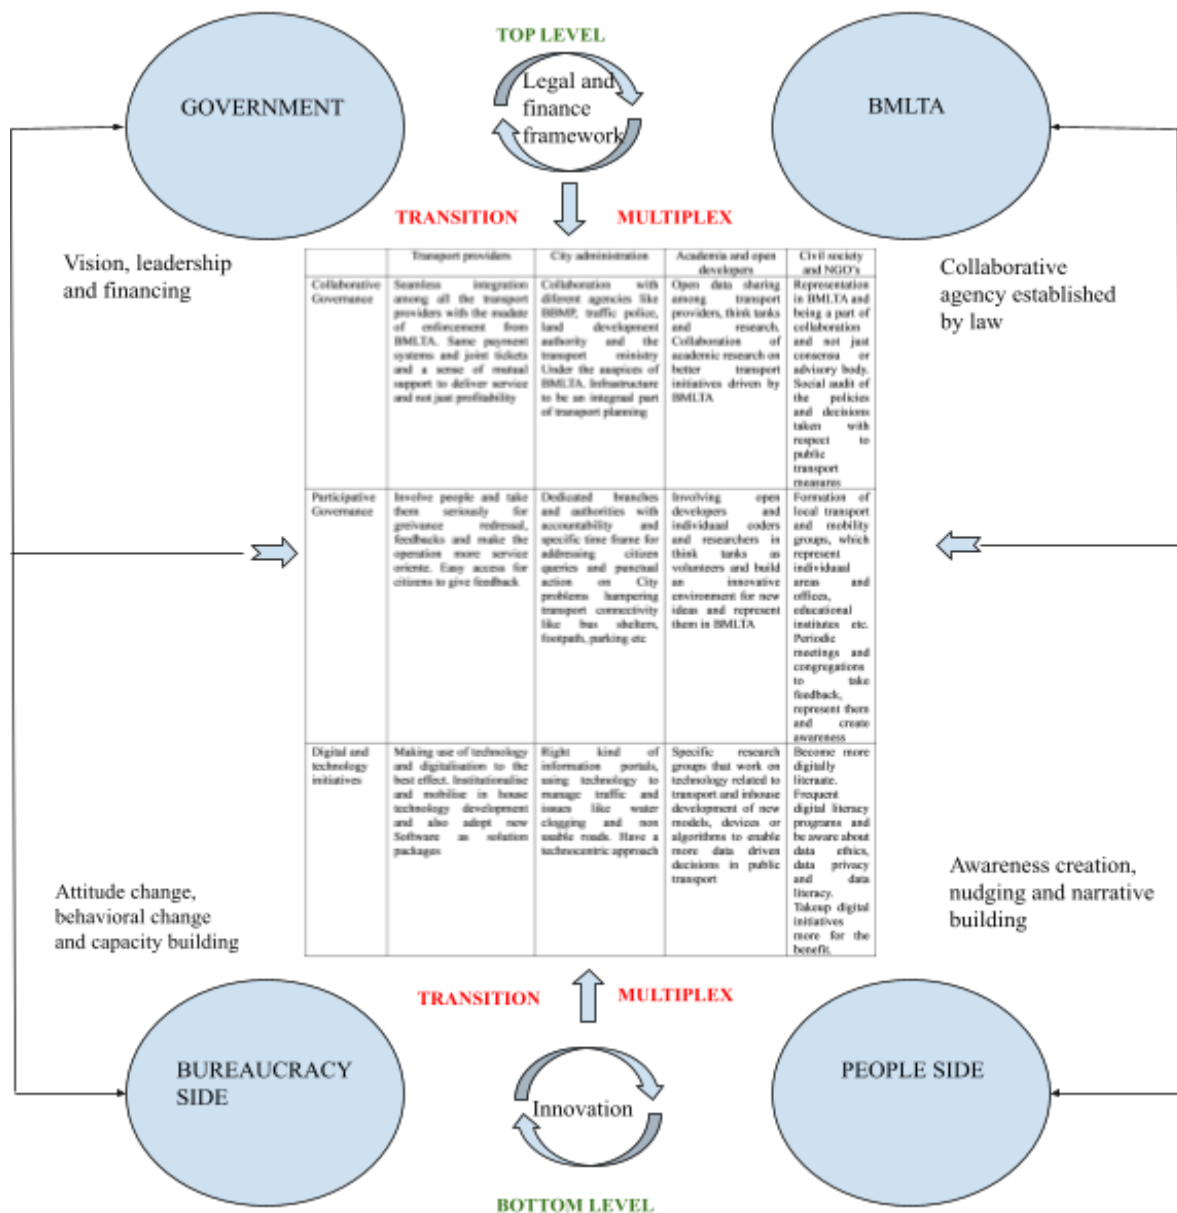 TOP LEVEL
GOVERNMENT
Legal and
finance
framework
BMLTA
TRANSITION MULTIPLEX
Vision, leadership
and financing
Collaborative
agency established
by law
Transport providers
City administration
Academia and open
developers
Civil society
and NGO's
Collaborative
Governance
Seamless integration
among all the transport
providers with the madate
of enforcement from
BMLTA. Same payment
systems and joint tickets
and a sense of mutual
support to deliver service
and not just profitability
Collaboration with
diferent agencies like
BBMP, traffic police,
land development
authority and the
transport ministry
Under the auspices of
BMLTA. Infrastructure
to be an integraal part
of transport planning
Open data sharing
among transport
providers, think tanks
and research.
Collaboration of
academic research on
better transport
initiatives driven by
BMLTA
Representation
in BMLTA and
being a part of
collaboration
and not just
consensu or
advisory body.
Social audit of
the policies
and decisions
taken with
respect to
public
transport
measures
Participative
Governance
Involve people and take
them seriously for
greivance redressal,
feedbacks and make the
operation more service
oriente. Easy access for
citizens to give feedback
Dedicated branches
and authorities with
accountability and
specific time frame for
addressing citizen
queries and punctual
action on City
problems hampering
transport connectivity
like bus shelters,
footpath, parking etc
Involving open
developers and
individuaal coders
and researchers in
think tanks as
volunteers and build
an innovative
environment for new
ideas and represent
them in BMLTA
Formation of
local transport
and mobility
groups, which
represent
individuaal
areas and
offices,
educational
institutes etc.
Periodic
meetings and
congregations
to take
feedback,
represent them
and create
awareness
Digital and
technology
initiatives
Making use of technology
and digitalisation to the
best effect. Institutionalise
and mobilise in house
technology development
and also adopt new
Software as solution
packages
Right kind of
information portals,
using technology to
manage traffic and
issues like water
clogging and non
usable roads. Have a
technocentric approach
Specific research
groups that work on
technology related to
transport and inhouse
development of new
models, devices or
algorithms to enable
more data driven
decisions in public
transport
Become more
digitally
literaate.
Frequent
digital literacy
programs and
be aware about
data ethics,
data privacy
and data
literacy.
Takeup digital
initiatives
more for the
benefit.
Attitude change,
behavioral change
and capacity building
Awareness creation,
nudging and narrative
building
TRANSITION MULTIPLEX
BUREAUCRACY
SIDE
Innovation
PEOPLE SIDE
BOTTOM LEVEL